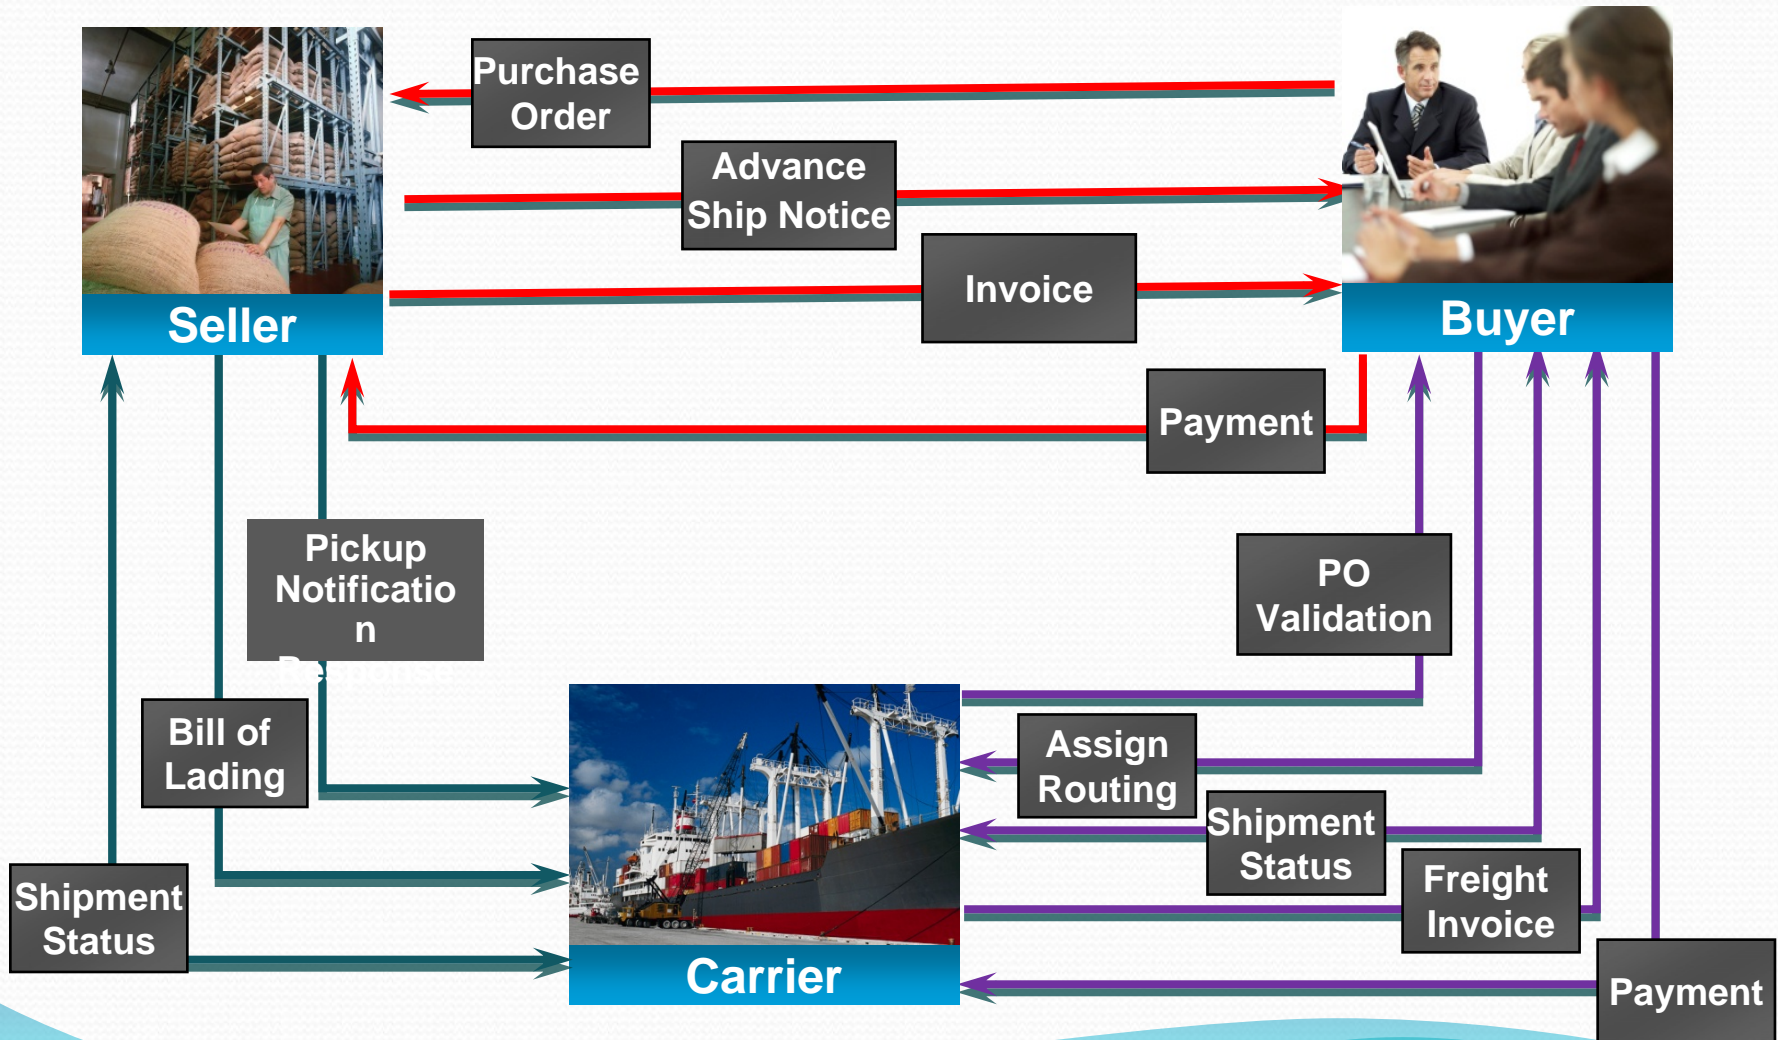 Purchase
Order
Advance
Ship Notice
Invoice
Seller
Buyer
Payment
Pickup
Notificatio
n
PO
Validation
Bill of
Lading
Assign
Routing
Shipment
Status
Shipment
Status
Freight
Invoice
Carrier
Payment